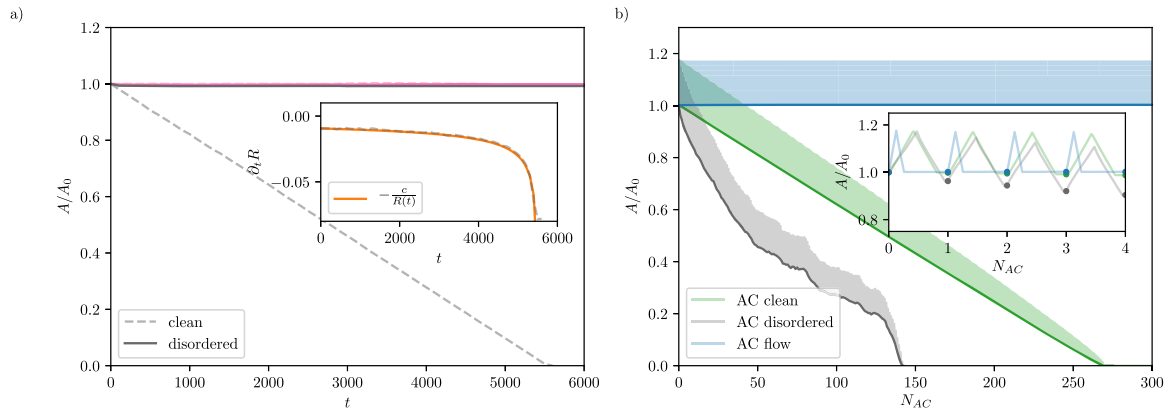 a)
1.2
1.0
0.8
0.6
0.4
0.2
0.0
A/A₀
0
1000
2000
3000
4000
5000
6000
t
clean
disordered
0.00
−0.05
∂ₜR
0
2000
4000
6000
t
− c/R(t)
b)
1.2
1.0
0.8
0.6
0.4
0.2
0.0
A/A₀
0
50
100
150
200
250
300
N_AC
AC clean
AC disordered
AC flow
1.2
1.0
0.8
A/A₀
0
1
2
3
4
N_AC